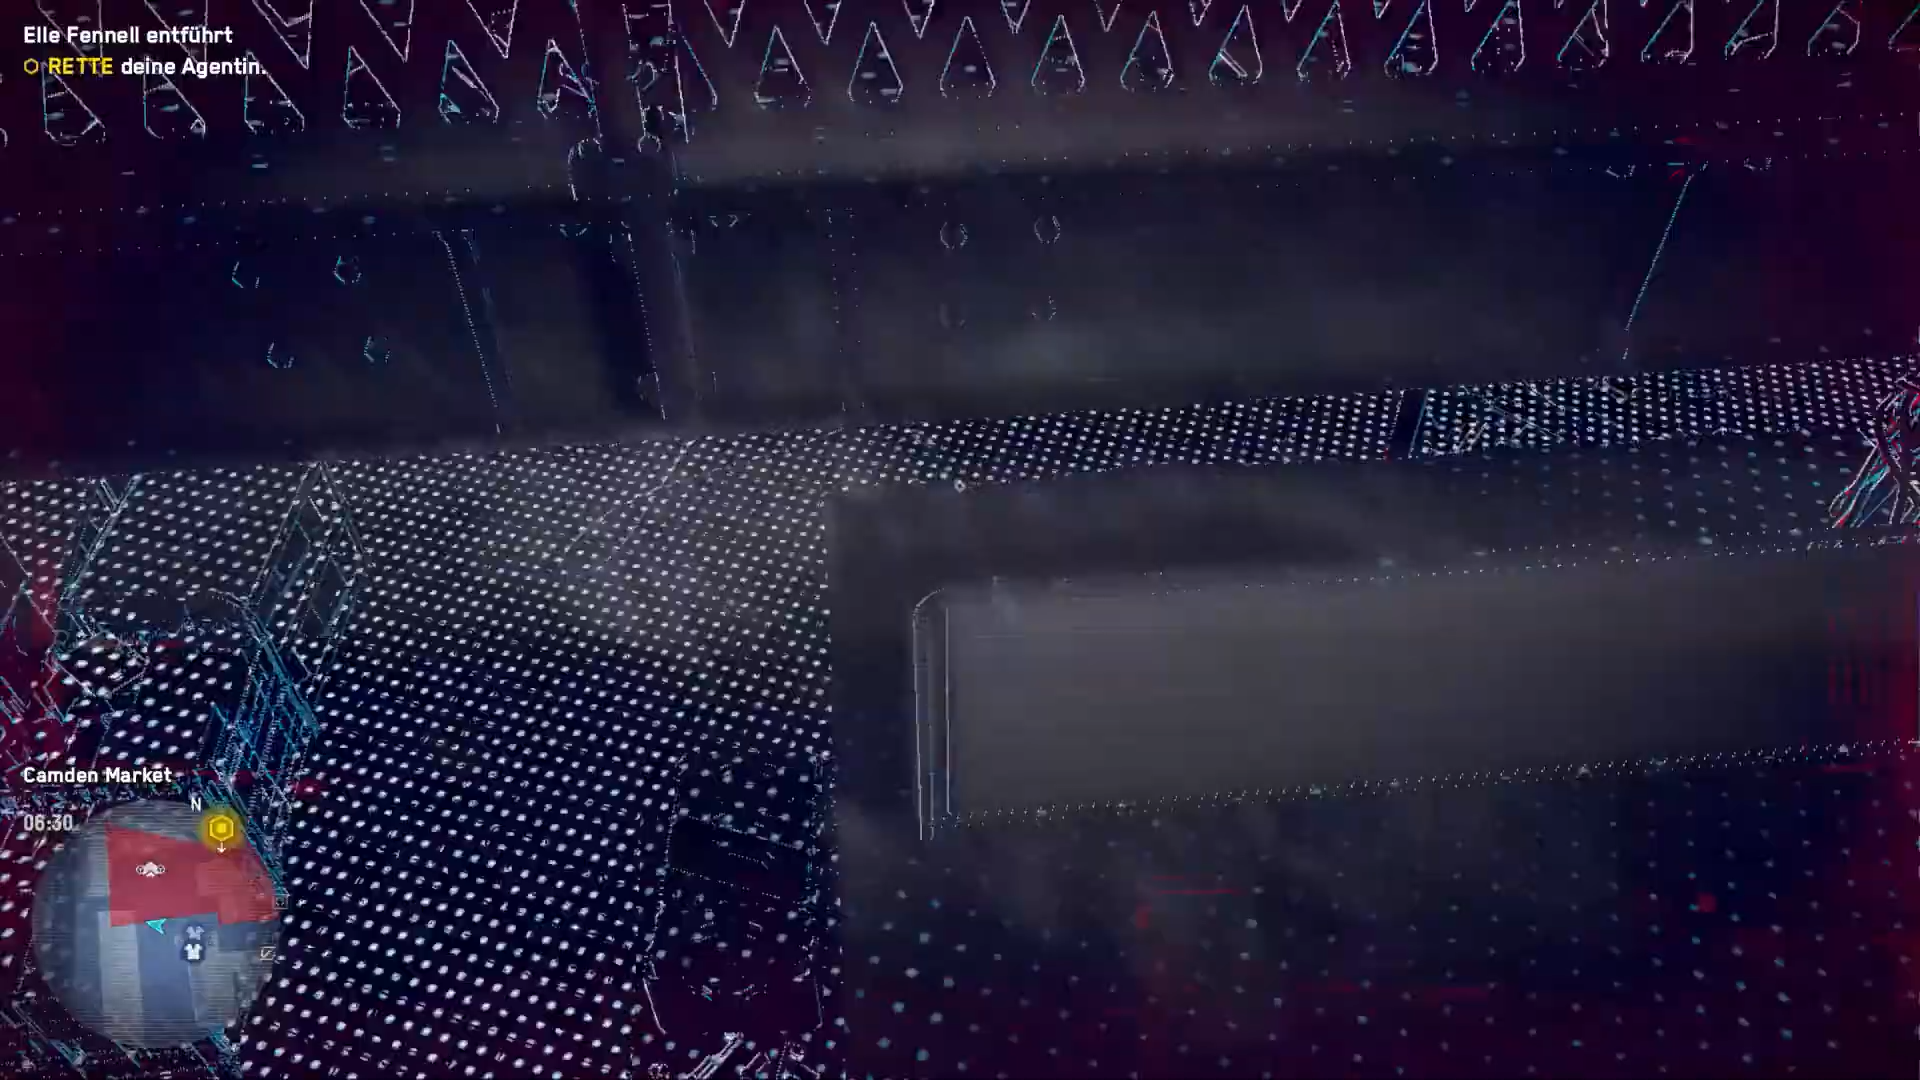 Elle Fennell entführt
RETTE deine Agentin.
Camden Market
N
06:30